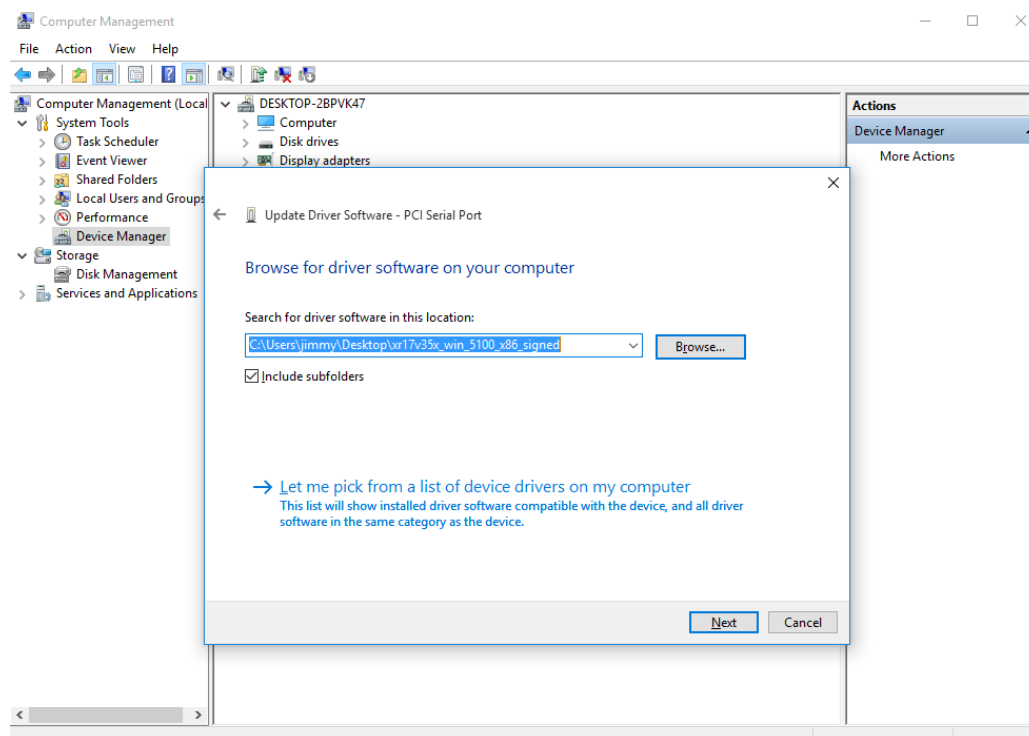 Computer Management
File Action View Help
Computer Management (Local
System Tools
Task Scheduler
Event Viewer
Shared Folders
Local Users and Groups
Performance
Device Manager
Storage
Disk Management
Services and Applications
DESKTOP-2BPVK47
Computer
Disk drives
Display adapters
Actions
Device Manager
More Actions
Update Driver Software - PCI Serial Port
Browse for driver software on your computer
Search for driver software in this location:
C:\Users\jimmy\Desktop\xr17v35x_win_5100_x86_signed
Browse...
Include subfolders
Let me pick from a list of device drivers on my computer
This list will show installed driver software compatible with the device, and all driver
software in the same category as the device.
Next Cancel